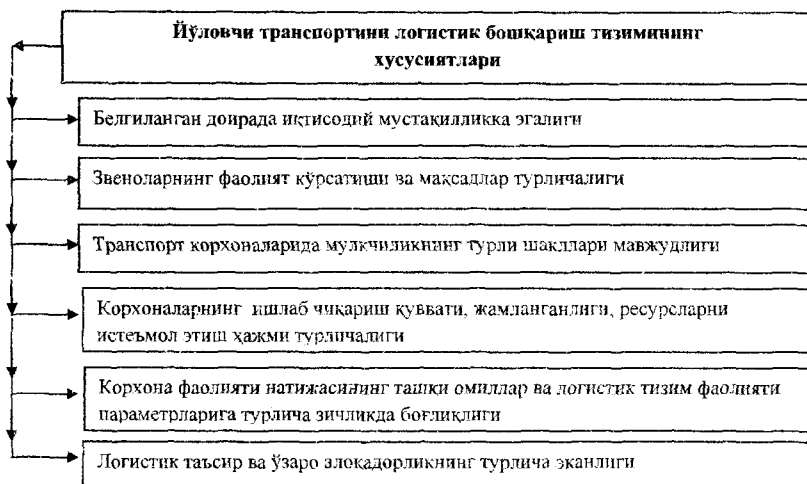 Йўловчи транспортини логистик бошқариш тизимининг
хусусиятлари
Белгиланган доирада иқтисодий мустақилликка эгалиги
Звеноларнинг фаолият кўрсатиши ва мақсадлар турличалиги
Транспорт корхоналарида мулкчиликнинг турли шакллари мавжудлиги
Корхоналарнинг ишлаб чиқариш қуввати, жамланганлиги, ресурсларни
истеъмол этиш ҳажми турличалиги
Корхона фаолияти натижасининг ташқи омиллар ва логистик тизим фаолияти
параметрларига турлича зичликда боғлиқлиги
Логистик таъсир ва ўзаро алоқадорликнинг турлича эканлиги